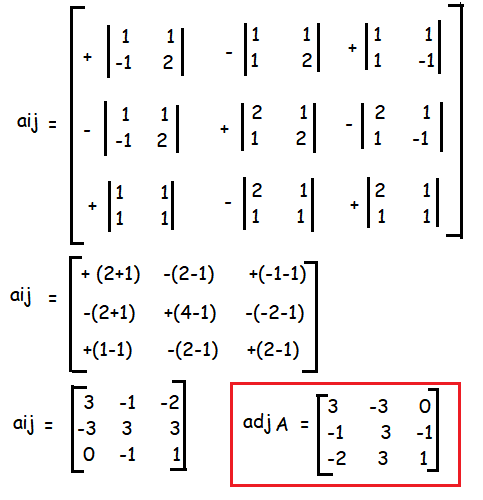 + | 1 1 | - | 1 1 | + | 1 1 |
| -1 2 | | 1 2 | | 1 -1 |
aij = - | 1 1 | + | 2 1 | - | 2 1 |
| -1 2 | | 1 2 | | 1 -1 |
+ | 1 1 | - | 2 1 | + | 2 1 |
| 1 1 | | 1 1 | | 1 1 |
+ (2+1) -(2-1) +(-1-1)
aij = -(2+1) +(4-1) -(-2-1)
+(1-1) -(2-1) +(2-1)
3 -1 -2
aij = -3 3 3
0 -1 1
3 -3 0
adj A = -1 3 -1
-2 3 1